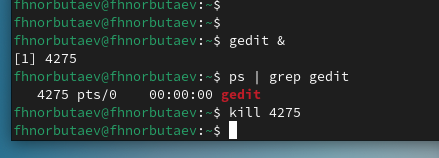 fhnorbutaev@fhnorbutaev:~$
fhnorbutaev@fhnorbutaev:~$
fhnorbutaev@fhnorbutaev:~$ gedit &
[1] 4275
fhnorbutaev@fhnorbutaev:~$ ps | grep gedit
4275 pts/0 00:00:00 gedit
fhnorbutaev@fhnorbutaev:~$ kill 4275
fhnorbutaev@fhnorbutaev:~$